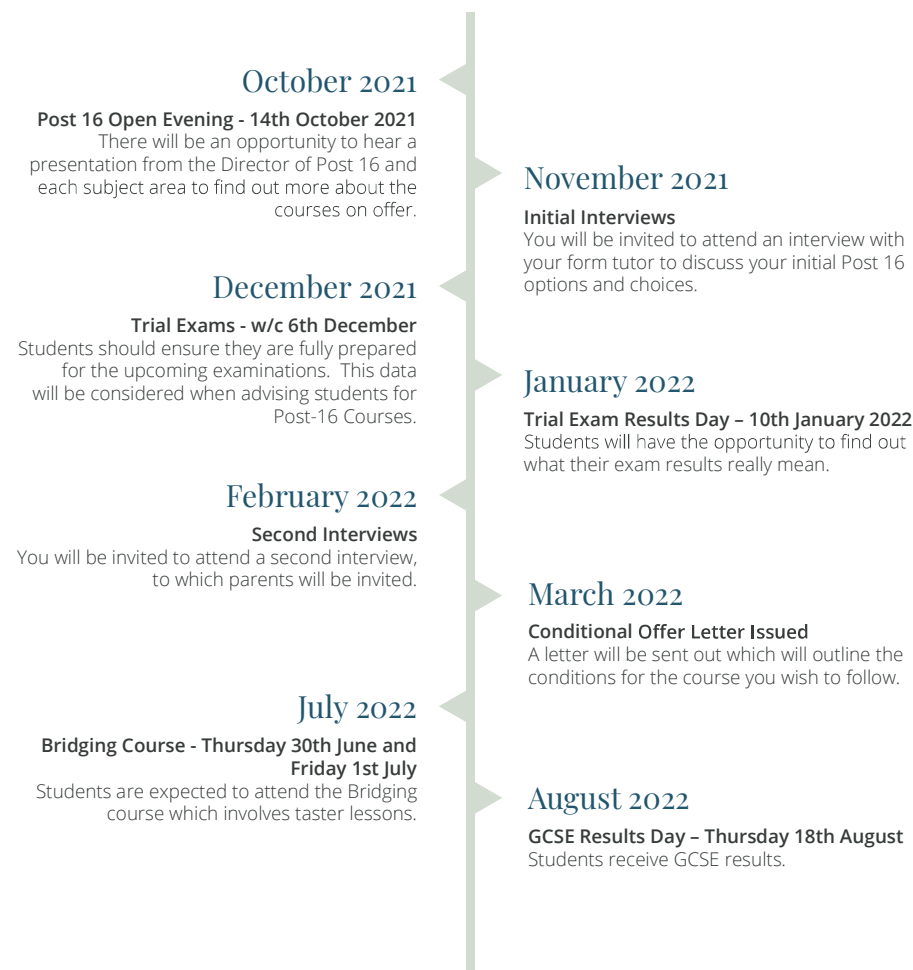 October 2021
Post 16 Open Evening - 14th October 2021
There will be an opportunity to hear a
presentation from the Director of Post 16 and
each subject area to find out more about the
courses on offer.
November 2021
Initial Interviews
You will be invited to attend an interview with
your form tutor to discuss your initial Post 16
options and choices.
December 2021
Trial Exams - w/c 6th December
Students should ensure they are fully prepared
for the upcoming examinations.  This data
will be considered when advising students for
Post-16 Courses.
January 2022
Trial Exam Results Day – 10th January 2022
Students will have the opportunity to find out
what their exam results really mean.
February 2022
Second Interviews
You will be invited to attend a second interview,
to which parents will be invited.
March 2022
Conditional Offer Letter Issued
A letter will be sent out which will outline the
conditions for the course you wish to follow.
July 2022
Bridging Course - Thursday 30th June and
Friday 1st July
Students are expected to attend the Bridging
course which involves taster lessons.
August 2022
GCSE Results Day – Thursday 18th August
Students receive GCSE results.